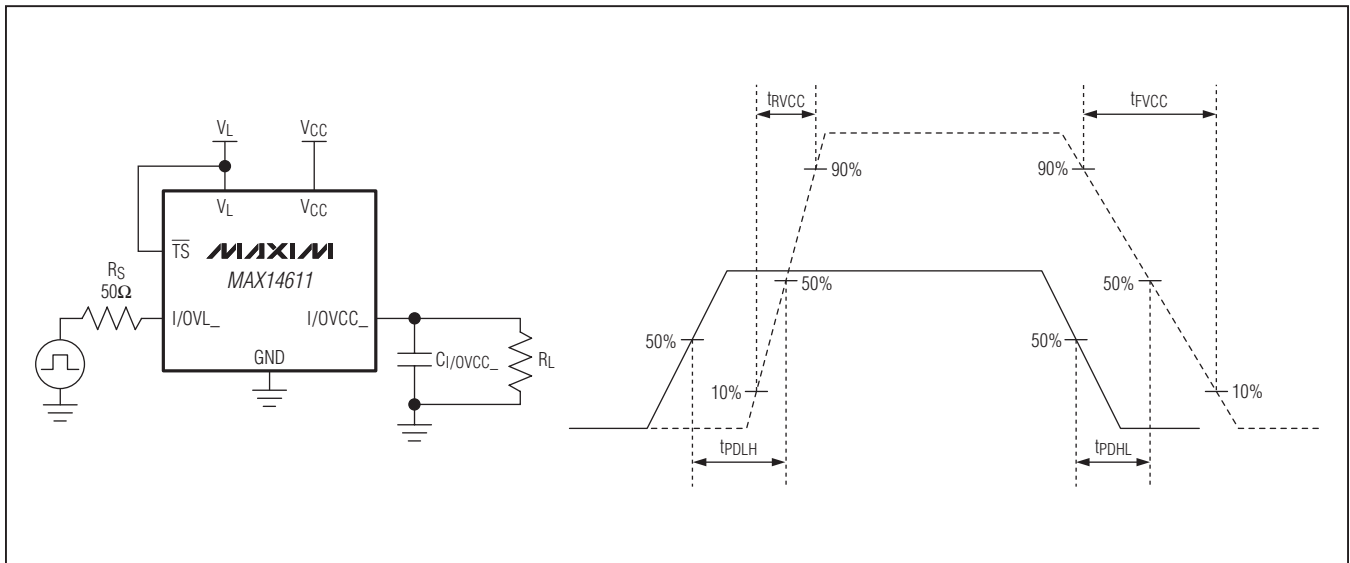 VL
VCC
VL
VCC
TS
MAXIM
MAX14611
RS
50Ω
I/OVL_
I/OVCC_
GND
CI/OVCC_
RL
tRVCC
tFVCC
90%
90%
50%
50%
50%
50%
10%
10%
tPDLH
tPDHL